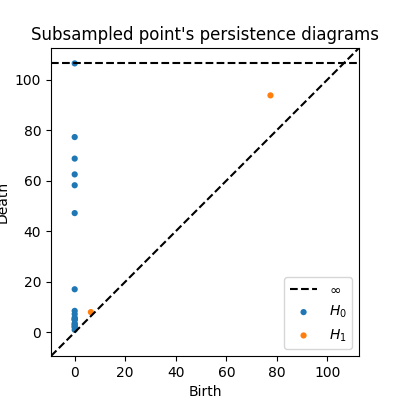 Subsampled point's persistence diagrams
100
80
60
40
20
0
Death
0 20 40 60 80 100
Birth
∞
H₀
H₁